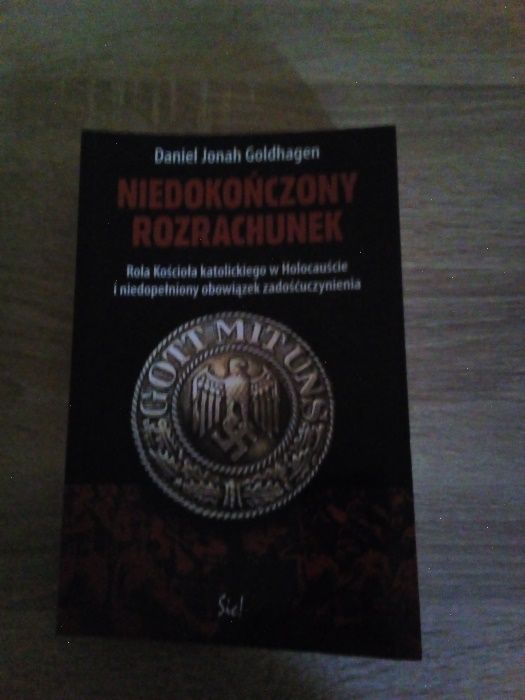 Daniel Jonah Goldhagen
NIEDOKOŃCZONY
ROZRACHUNEK
Rola Kościoła katolickiego w Holocauście
i niedopełniony obowiązek zadośćuczynienia
GOTT MIT UNS
Sic!